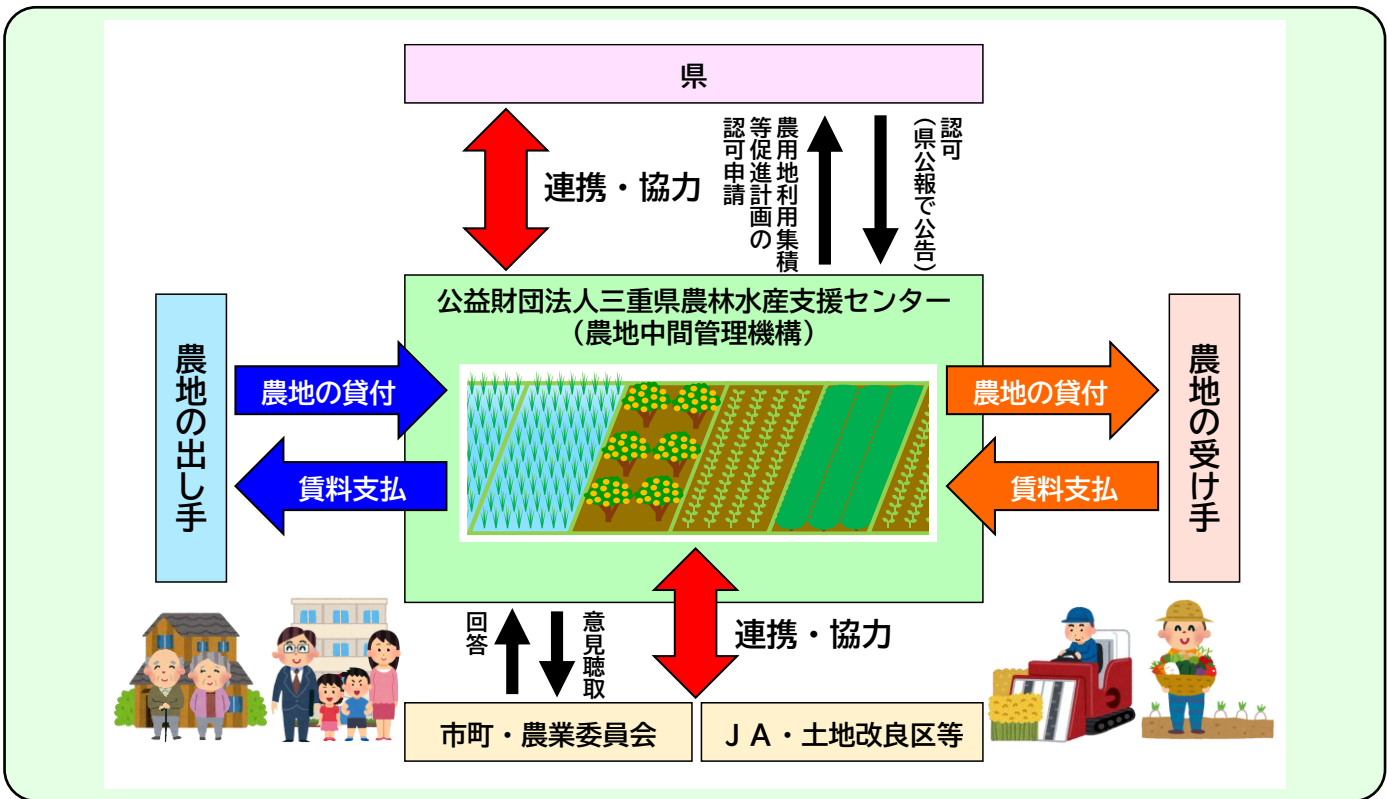 県
連携・協力
農用地利用集積
等促進計画の
認可申請
認可
（県公報で公告）
公益財団法人三重県農林水産支援センター
（農地中間管理機構）
農地の出し手
農地の貸付
賃料支払
農地の貸付
賃料支払
農地の受け手
回答
意見聴取
連携・協力
市町・農業委員会
ＪＡ・土地改良区等